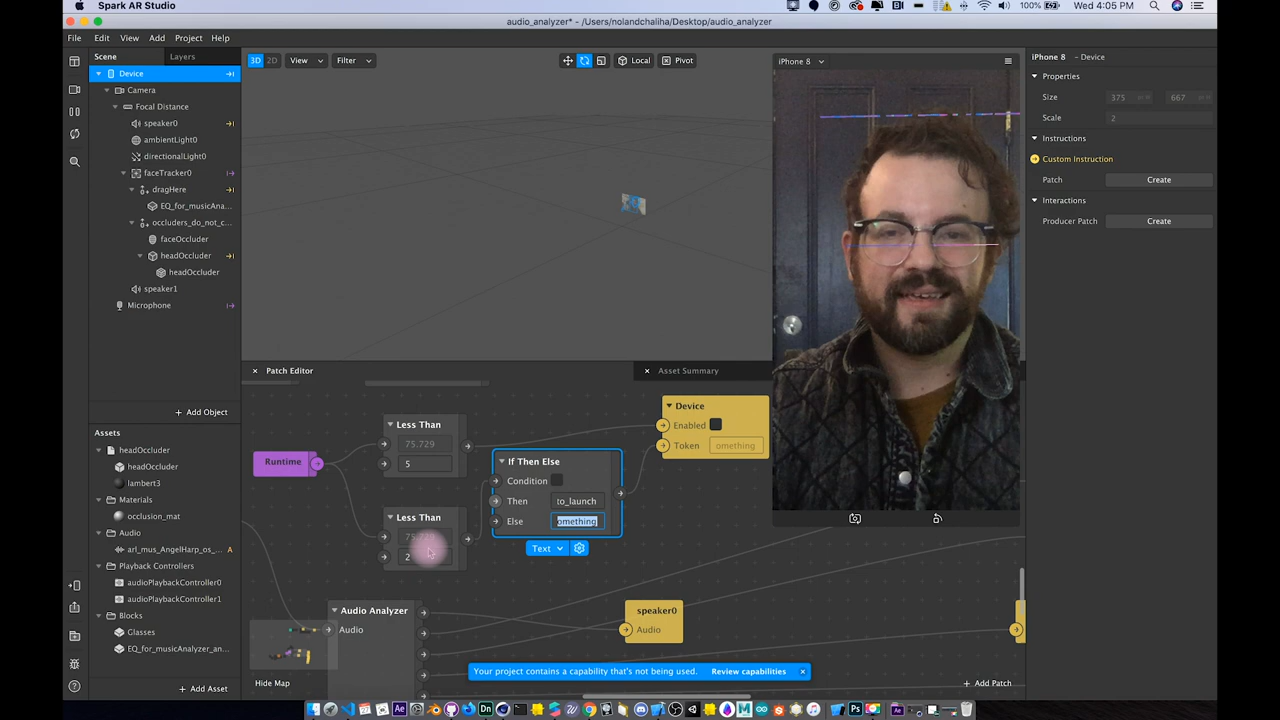 Spark AR Studio
100%
Wed 4:05 PM
audio_analyzer* - /Users/nolandchaliha/Desktop/audio_analyzer
File Edit View Add Project Help
Scene
Layers
Device
Camera
Focal Distance
speaker0
ambientLight0
directionalLight0
faceTracker0
dragHere
EQ_for_musicAna...
occluders_do_not_c...
faceOccluder
headOccluder
headOccluder
speaker1
Microphone
+ Add Object
Assets
headOccluder
headOccluder
lambert3
Materials
occlusion_mat
Audio
arl_mus_AngelHarp_os_... A
Playback Controllers
audioPlaybackController0
audioPlaybackController1
Blocks
Glasses
EQ_for_musicAnalyzer_an...
+ Add Asset
3D 2D
View
Filter
Local
Pivot
iPhone 8
Patch Editor
Asset Summary
Runtime
Less Than
75.729
5
Less Than
2
If Then Else
Condition
Then to_launch
Else omething
Text
Device
Enabled
Token omething
Audio Analyzer
Audio
speaker0
Audio
Hide Map
Your project contains a capability that's not being used. Review capabilities
+ Add Patch
iPhone 8 - Device
Properties
Size 375 667
Scale 2
Instructions
Custom Instruction
Patch Create
Interactions
Producer Patch Create